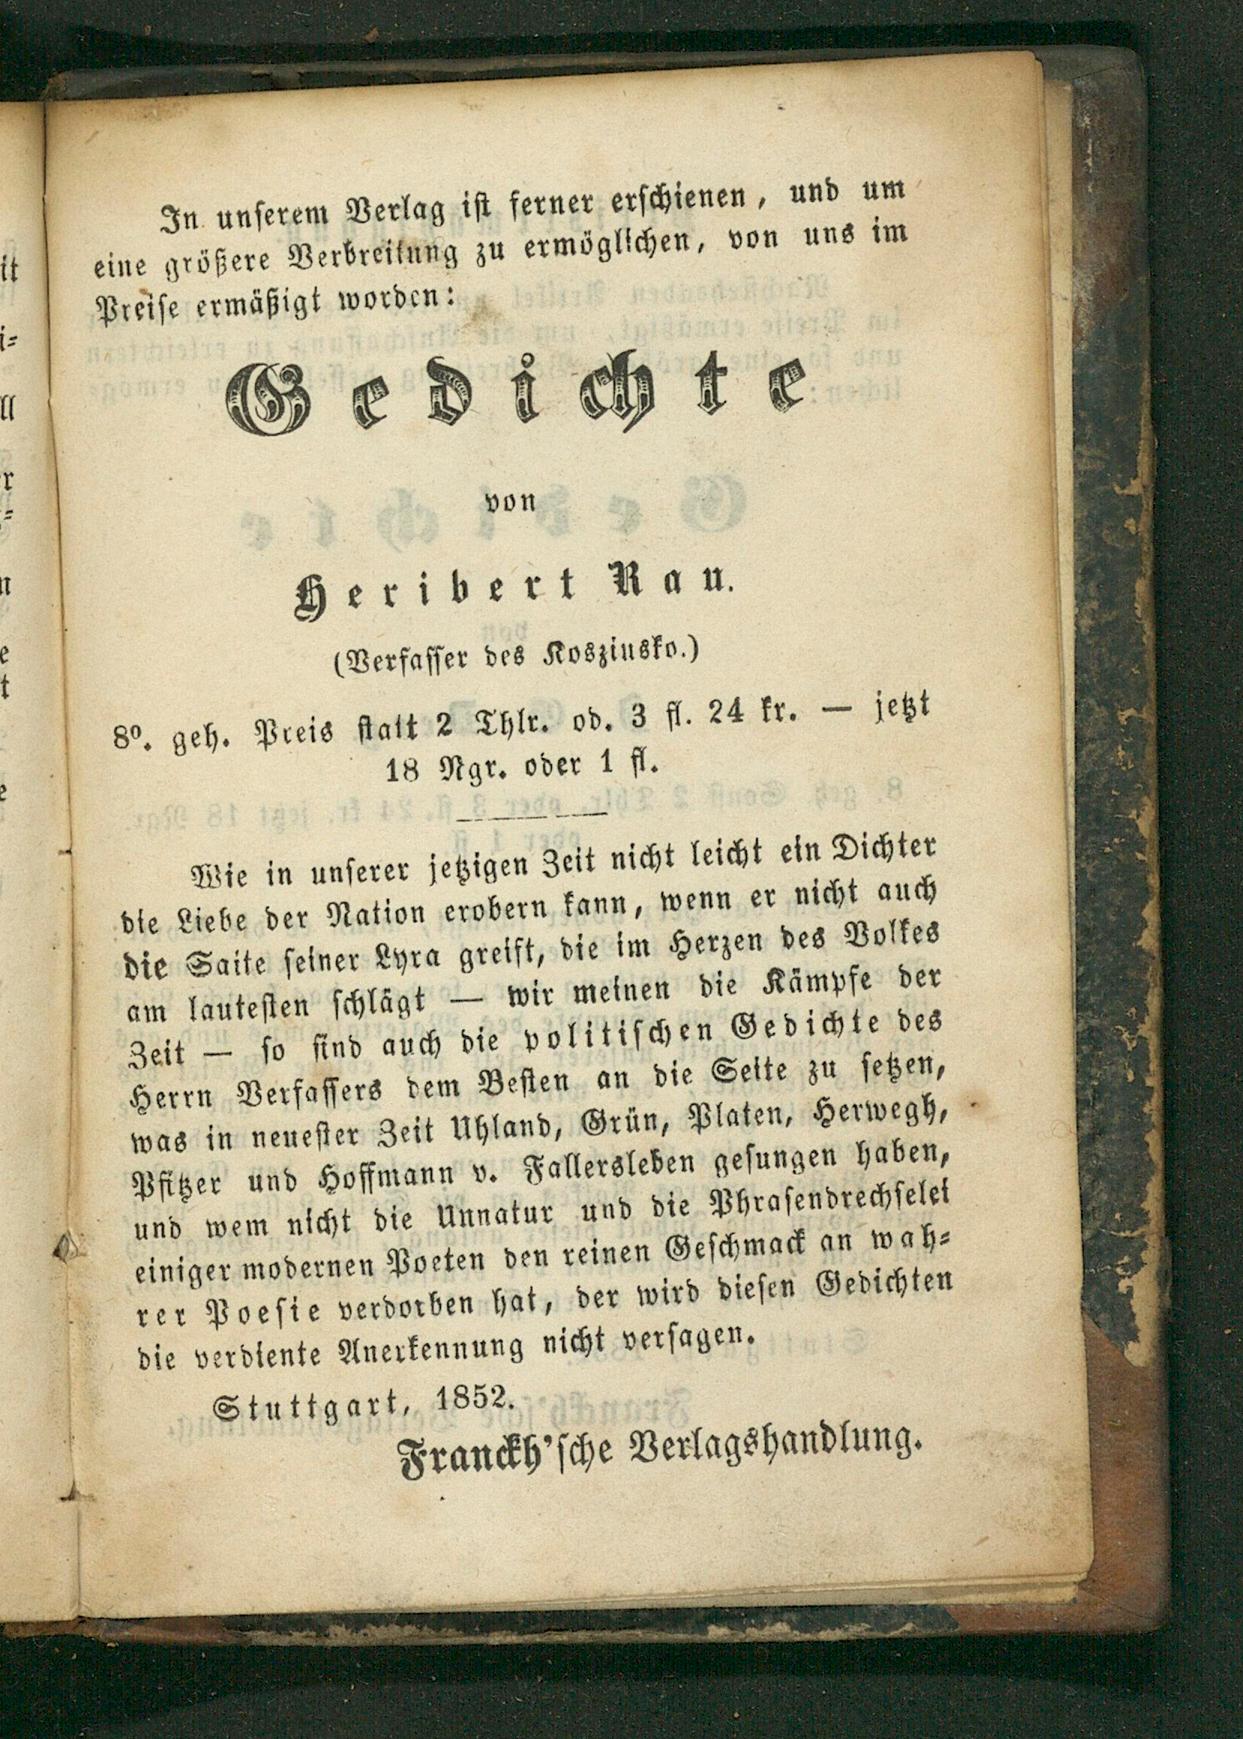 In unserem Verlag ist ferner erschienen, und um
eine größere Verbreitung zu ermöglichen, von uns im
Preise ermäßigt worden:
Gedichte
von
Heribert Rau.
(Verfasser des Koszinsko.)
8º. geh. Preis statt 2 Thlr. od. 3 fl. 24 kr. — jetzt
18 Ngr. oder 1 fl.
Wie in unserer jetzigen Zeit nicht leicht ein Dichter
die Liebe der Nation erobern kann, wenn er nicht auch
die Saite seiner Lyra greift, die im Herzen des Volkes
am lautesten schlägt — wir meinen die Kämpfe der
Zeit — so sind auch die politischen Gedichte des
Herrn Verfassers dem Besten an die Seite zu setzen,
was in neuester Zeit Uhland, Grün, Platen, Herwegh,
Pfitzer und Hoffmann v. Fallersleben gesungen haben,
und wem nicht die Unnatur und die Phrasendrechselei
einiger modernen Poeten den reinen Geschmack an wah-
rer Poesie verdorben hat, der wird diesen Gedichten
die verdiente Anerkennung nicht versagen.
Stuttgart, 1852.
Franckh'sche Verlagshandlung.